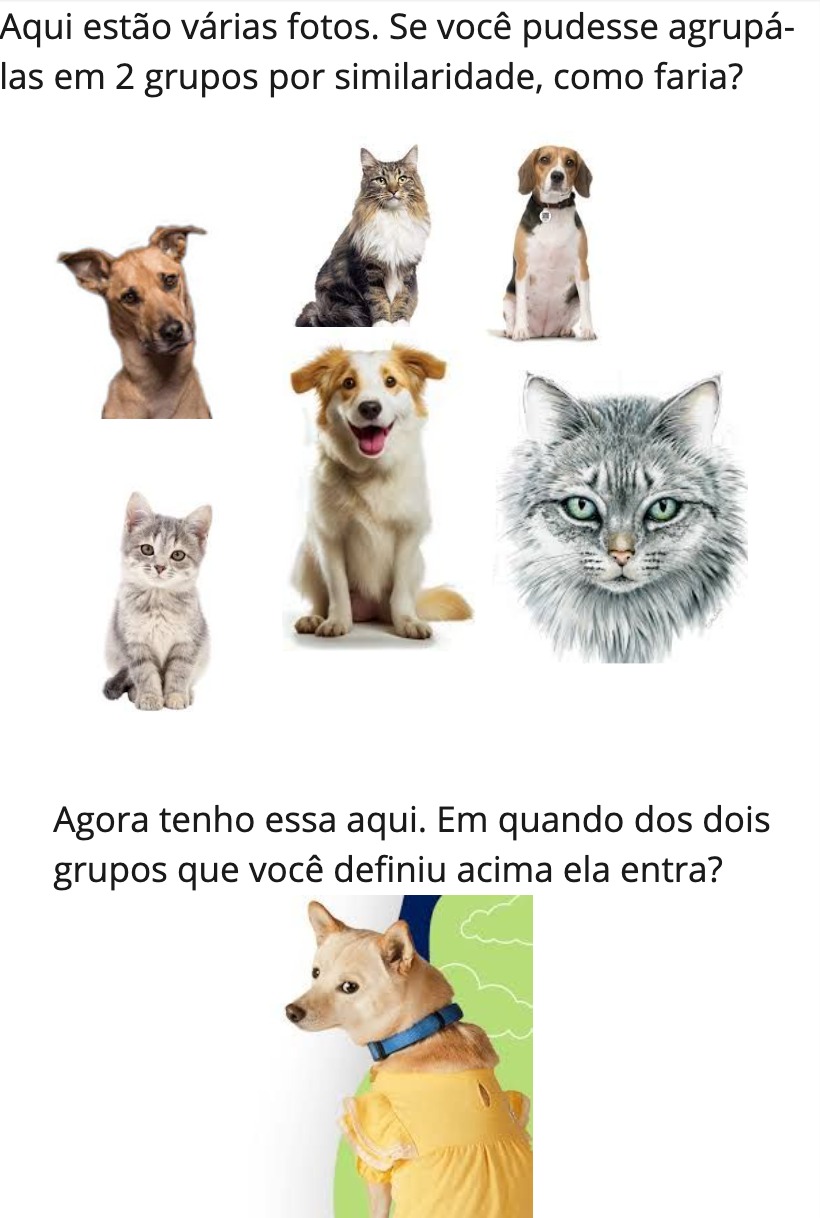 Aqui estão várias fotos. Se você pudesse agrupá-
las em 2 grupos por similaridade, como faria?
Agora tenho essa aqui. Em quando dos dois
grupos que você definiu acima ela entra?